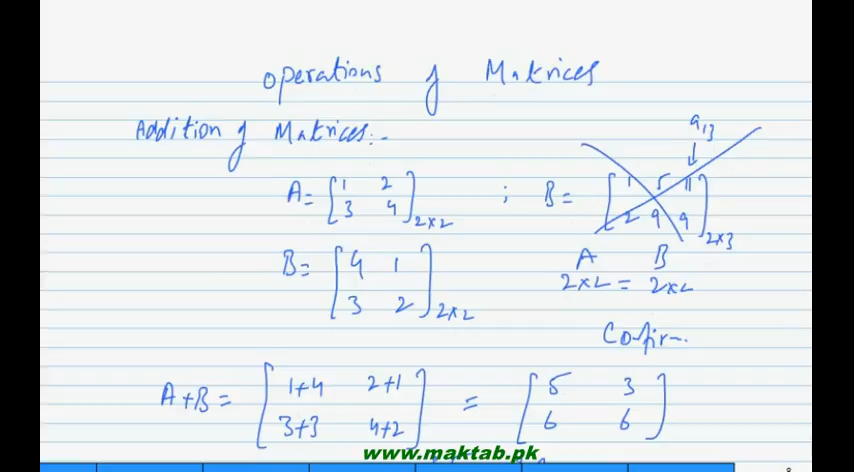 operations of Matrices
Addition of Matrices:-
a13
A = [1 2 3 4]2×2 ; B = [1 5 11 2 9 9]2×3
B = [4 1 3 2]2×2
A B
2×2 = 2×2
Confirm
A+B = [1+4 2+1 3+3 4+2] = [5 3 6 6]
www.maktab.pk